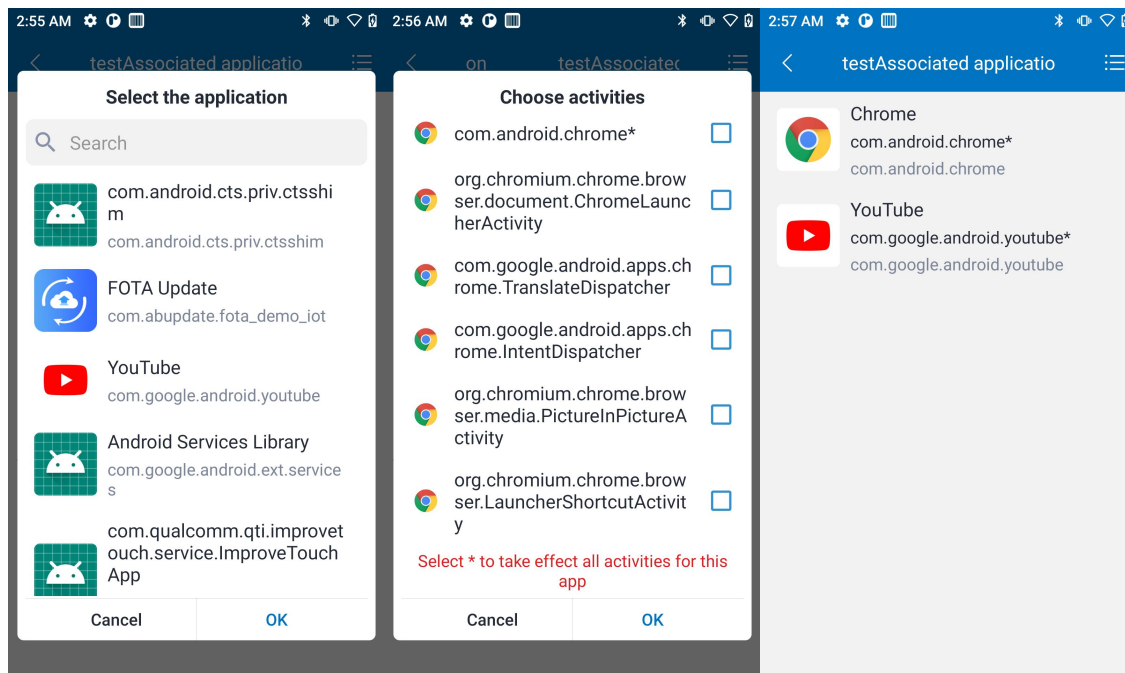 2:55 AM
testAssociated applicatio
Select the application
Search
com.android.cts.priv.ctsshi
m
com.android.cts.priv.ctsshim
FOTA Update
com.abupdate.fota_demo_iot
YouTube
com.google.android.youtube
Android Services Library
com.google.android.ext.service
s
com.qualcomm.qti.improvet
ouch.service.ImproveTouch
App
Cancel
OK
2:56 AM
on
testAssociatec
Choose activities
com.android.chrome*
org.chromium.chrome.brow
ser.document.ChromeLaunc
herActivity
com.google.android.apps.ch
rome.TranslateDispatcher
com.google.android.apps.ch
rome.IntentDispatcher
org.chromium.chrome.brow
ser.media.PictureInPictureA
ctivity
org.chromium.chrome.brow
ser.LauncherShortcutActivit
y
Select * to take effect all activities for this
app
Cancel
OK
2:57 AM
testAssociated applicatio
Chrome
com.android.chrome*
com.android.chrome
YouTube
com.google.android.youtube*
com.google.android.youtube